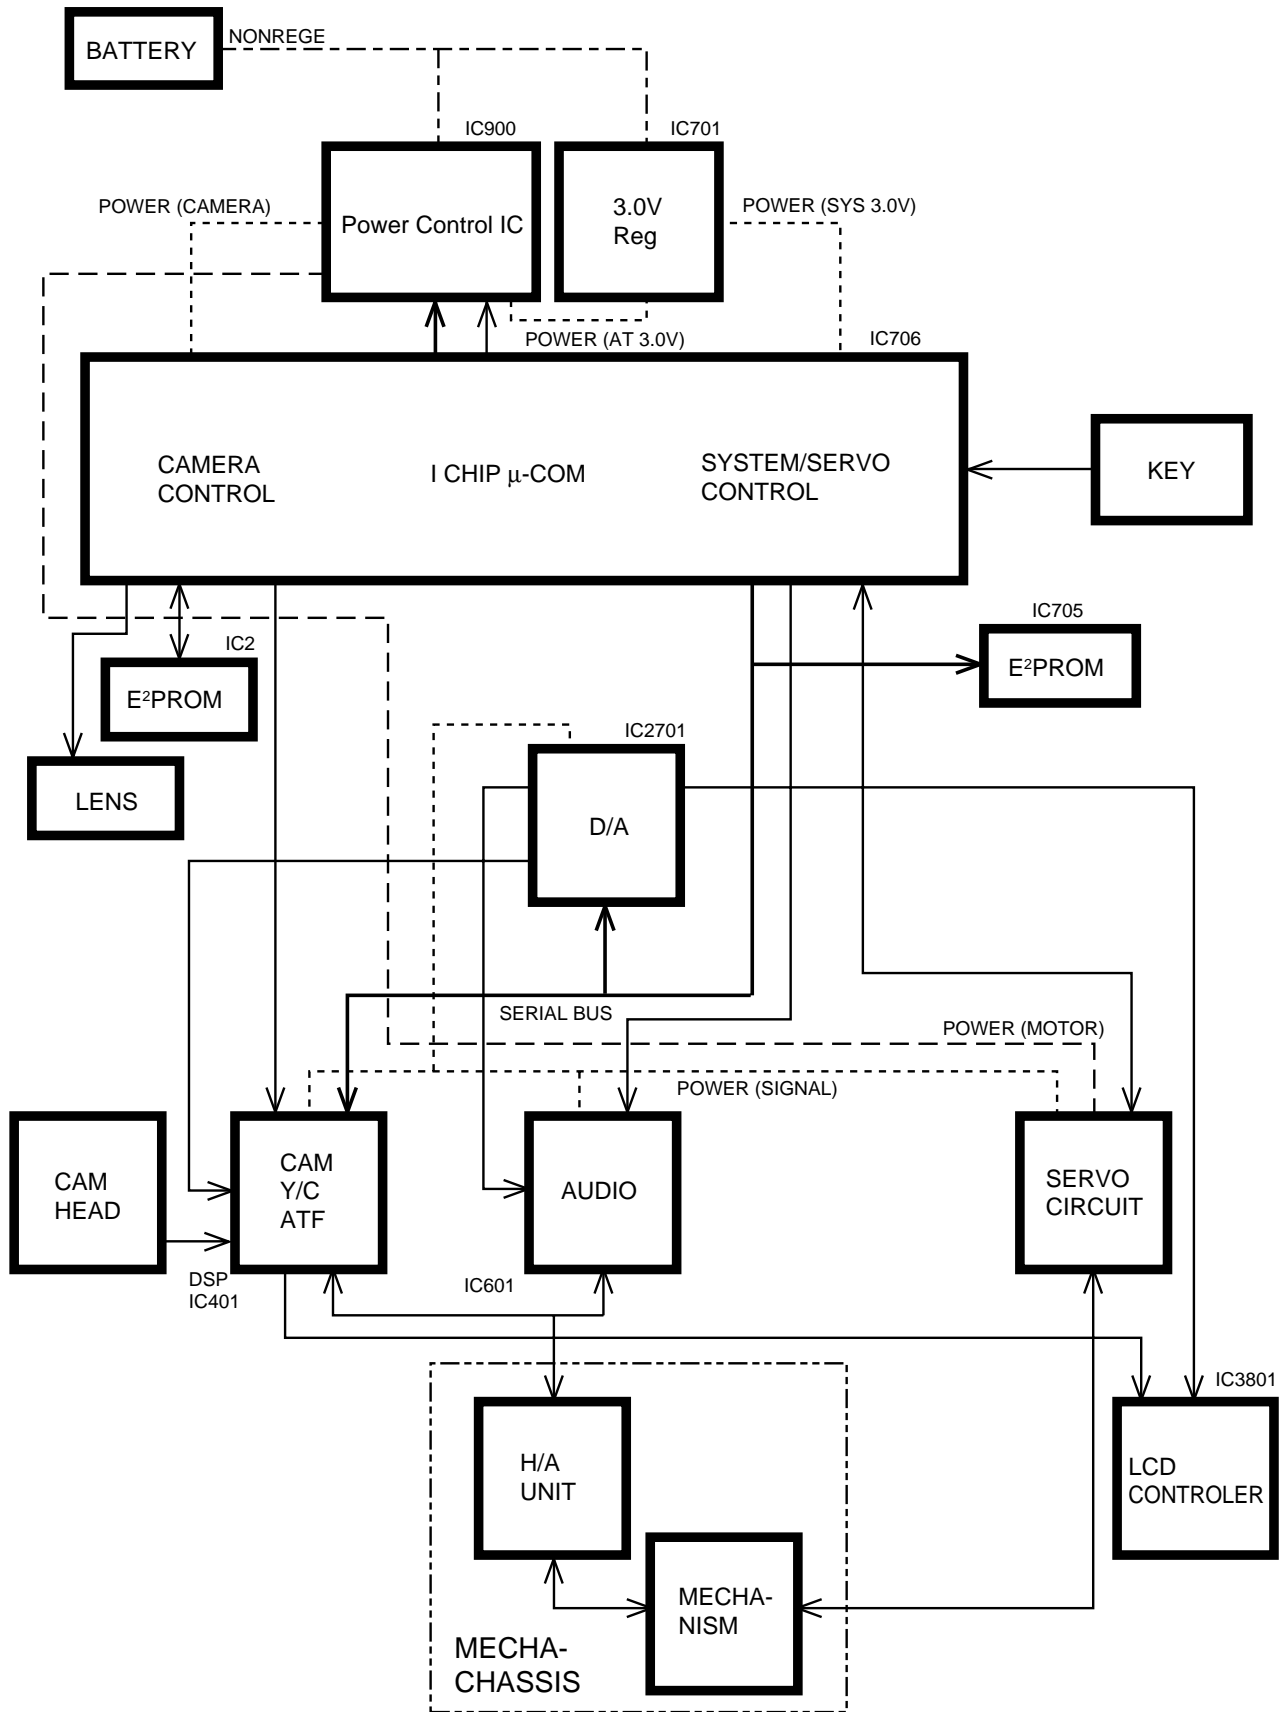 BATTERY
NONREGE
IC900
IC701
POWER (CAMERA)
Power Control IC
3.0V
Reg
POWER (SYS 3.0V)
POWER (AT 3.0V)
IC706
CAMERA
CONTROL
I CHIP μ-COM
SYSTEM/SERVO
CONTROL
KEY
IC2
E²PROM
IC705
E²PROM
LENS
IC2701
D/A
SERIAL BUS
POWER (MOTOR)
POWER (SIGNAL)
CAM
HEAD
CAM
Y/C
ATF
AUDIO
SERVO
CIRCUIT
DSP
IC401
IC601
IC3801
H/A
UNIT
LCD
CONTROLER
MECHA-
NISM
MECHA-
CHASSIS